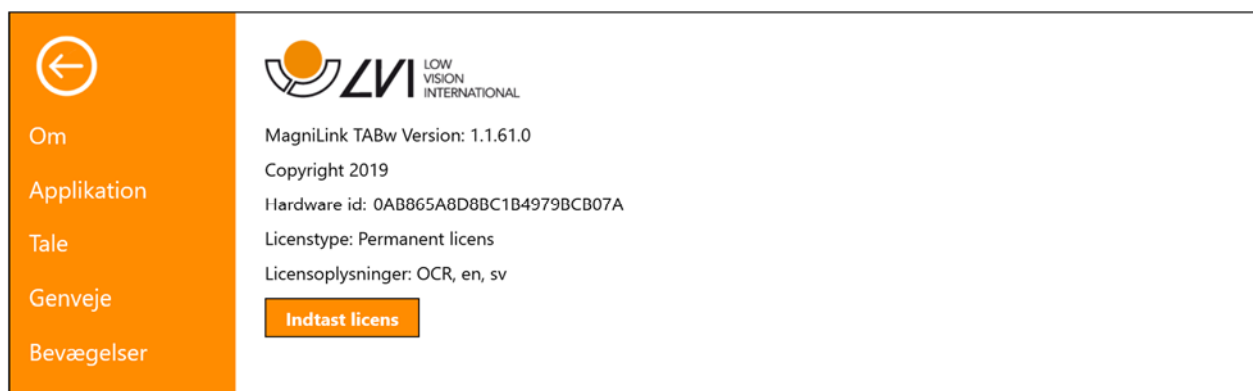 Om
Applikation
Tale
Genveje
Bevægelser
LVI
LOW
VISION
INTERNATIONAL
MagniLink TABw Version: 1.1.61.0
Copyright 2019
Hardware id: 0AB865A8D8BC1B4979BCB07A
Licenstype: Permanent licens
Licensoplysninger: OCR, en, sv
Indtast licens